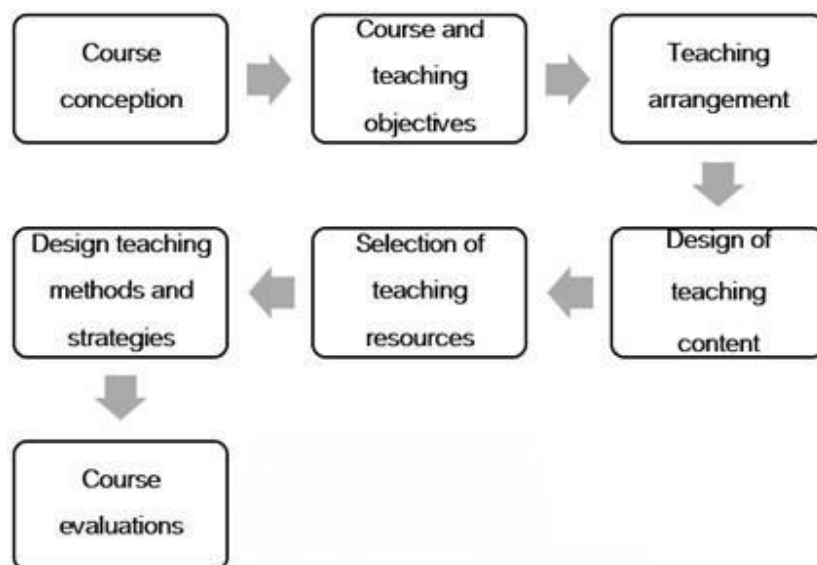 Course
conception
Course and
teaching
objectives
Teaching
arrangement
Design of
teaching
content
Selection of
teaching
resources
Design teaching
methods and
strategies
Course
evaluations